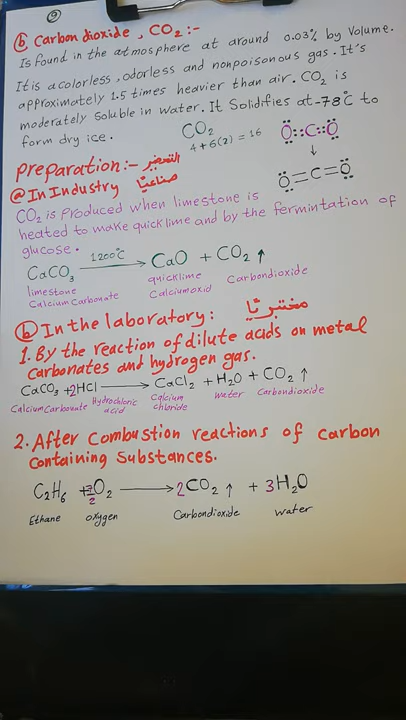 9
(b) Carbon dioxide, CO₂ :-
Is found in the atmosphere at around 0.03% by Volume.
It is a colorless, odorless and nonpoisonous gas. It's
approximately 1.5 times heavier than air. CO₂ is
moderately soluble in water. It Solidifies at -78°C to
form dry ice.
CO₂
4+6(2) = 16
Ö::C::Ö
↓
Ö=C=Ö
Preparation:- التحضير
@ In Industry صناعيًّا
CO₂ is produced when limestone is
heated to make quicklime and by the fermintation of
glucose.
CaCO₃ 1200°C → CaO + CO₂ ↑
limestone quicklime Carbondioxide
Calcium Carbonate Calciumoxid
(b) In the laboratory: مختبريًّا
1. By the reaction of dilute acids on metal
carbonates and hydrogen gas.
CaCO₃ + 2HCl → CaCl₂ + H₂O + CO₂ ↑
Calcium Carbonate Hydrochloric acid Calcium chloride water Carbondioxide
2. After Combustion reactions of carbon
containing Substances.
C₂H₆ + 7/2 O₂ → 2CO₂ ↑ + 3H₂O
Ethane oxygen Carbondioxide water